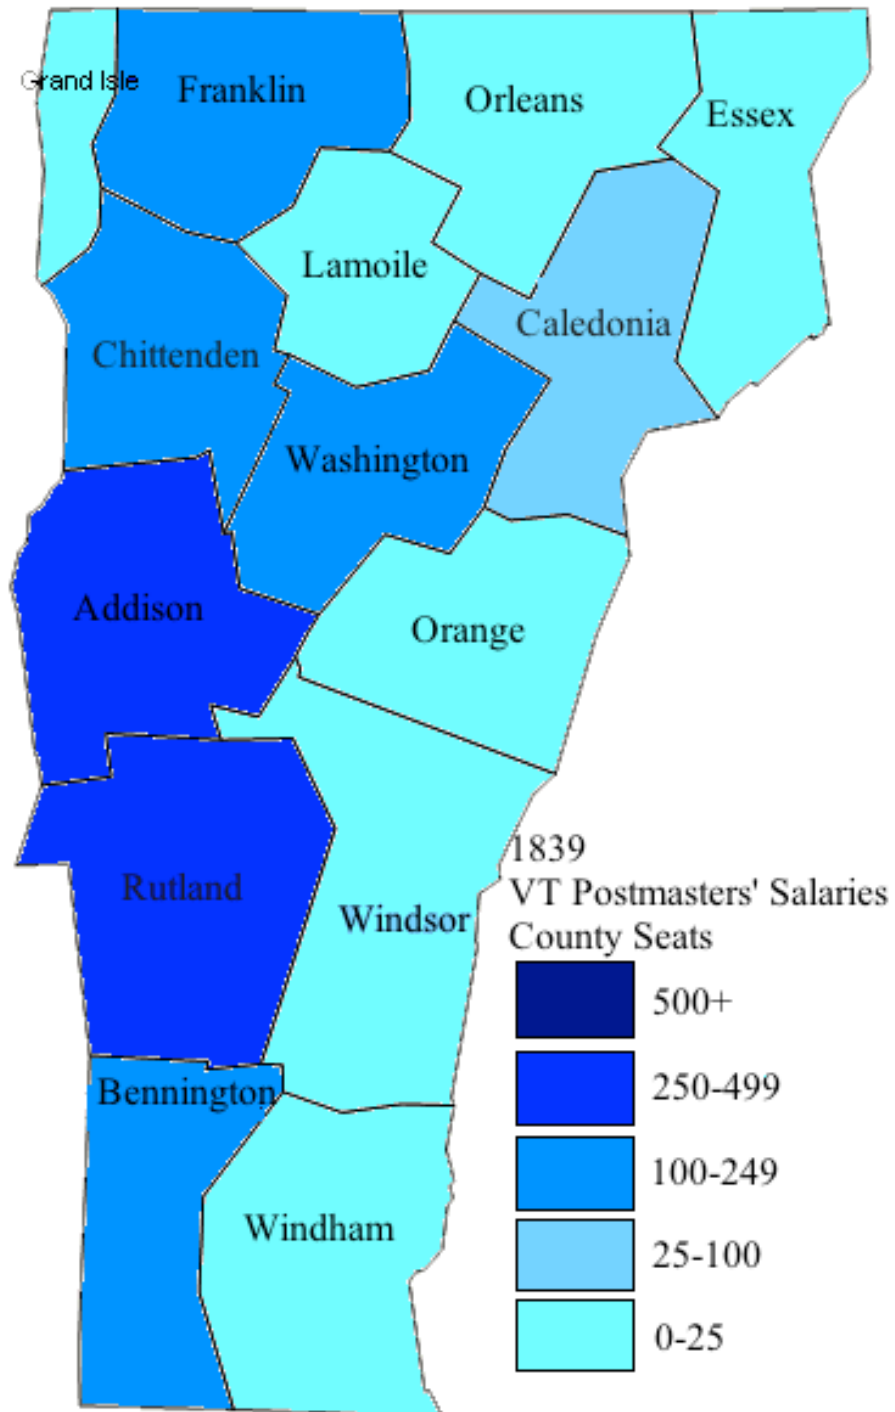 Grand Isle
Franklin
Orleans
Essex
Lamoile
Caledonia
Chittenden
Washington
Addison
Orange
Rutland
Windsor
Bennington
Windham
1839
VT Postmasters' Salaries
County Seats
500+
250-499
100-249
25-100
0-25